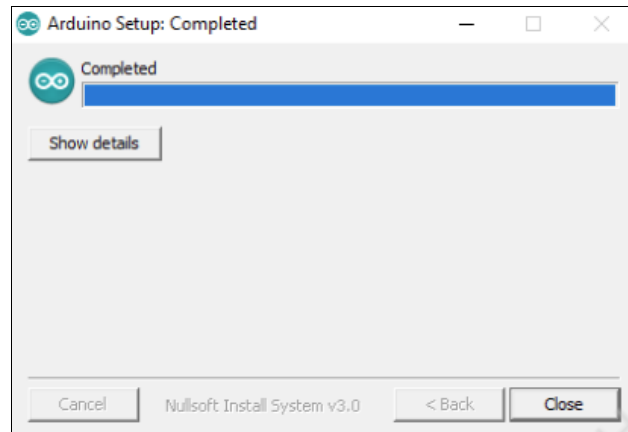 Arduino Setup: Completed
Completed
Show details
Cancel Nullsoft Install System v3.0 < Back Close